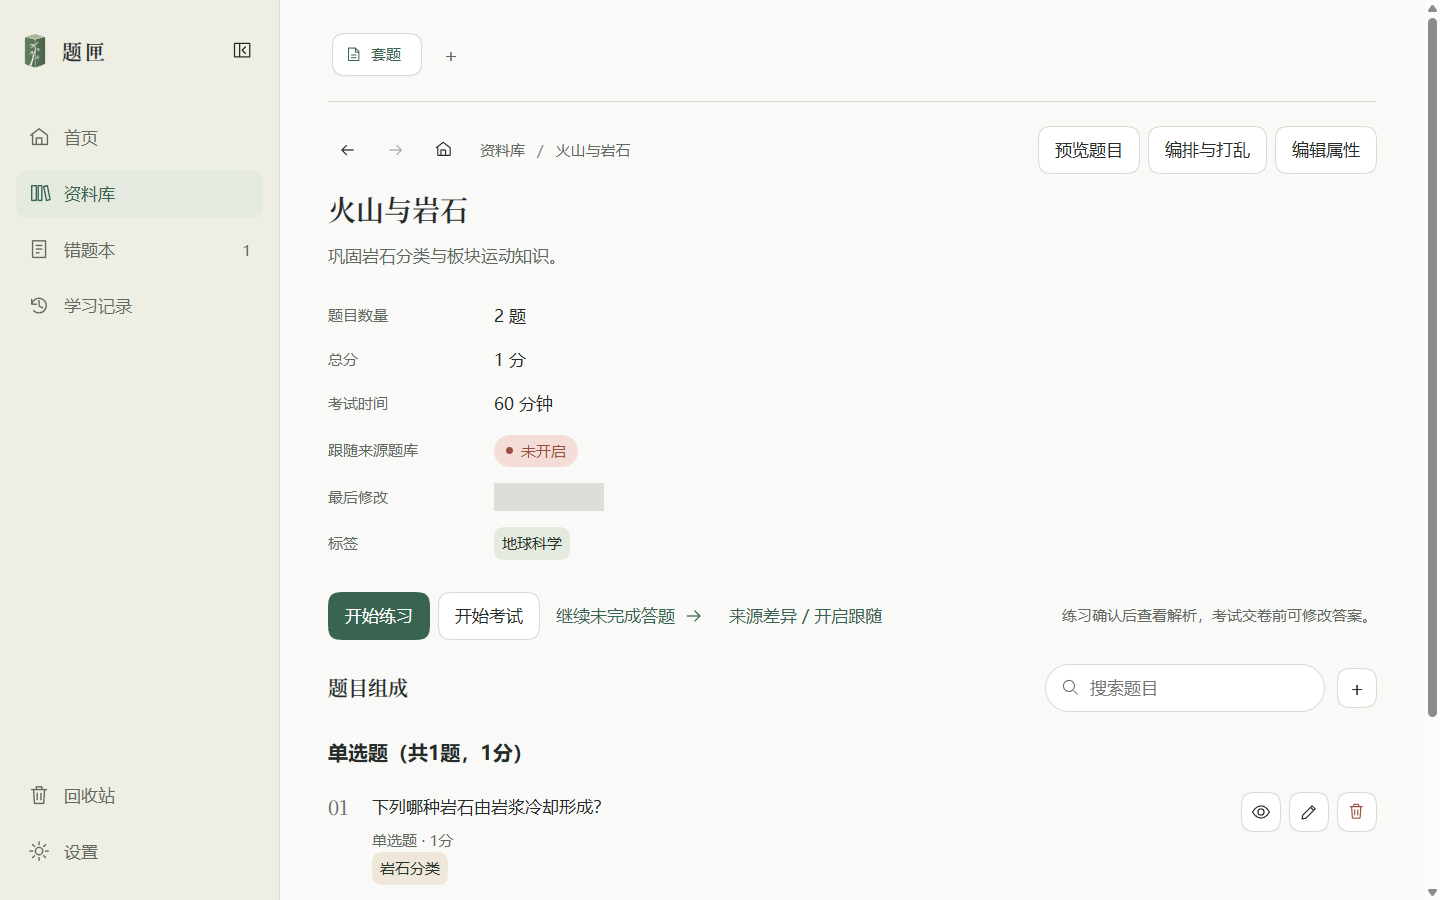 题匣
首页
资料库
错题本 1
学习记录
回收站
设置
套题 +
资料库 / 火山与岩石
预览题目 编排与打乱 编辑属性
火山与岩石
巩固岩石分类与板块运动知识。
题目数量 2 题
总分 1 分
考试时间 60 分钟
跟随来源题库 未开启
最后修改
标签 地球科学
开始练习 开始考试 继续未完成答题 → 来源差异 / 开启跟随 练习确认后查看解析，考试交卷前可修改答案。
题目组成 搜索题目 +
单选题（共1题，1分）
01 下列哪种岩石由岩浆冷却形成？
单选题 · 1分
岩石分类